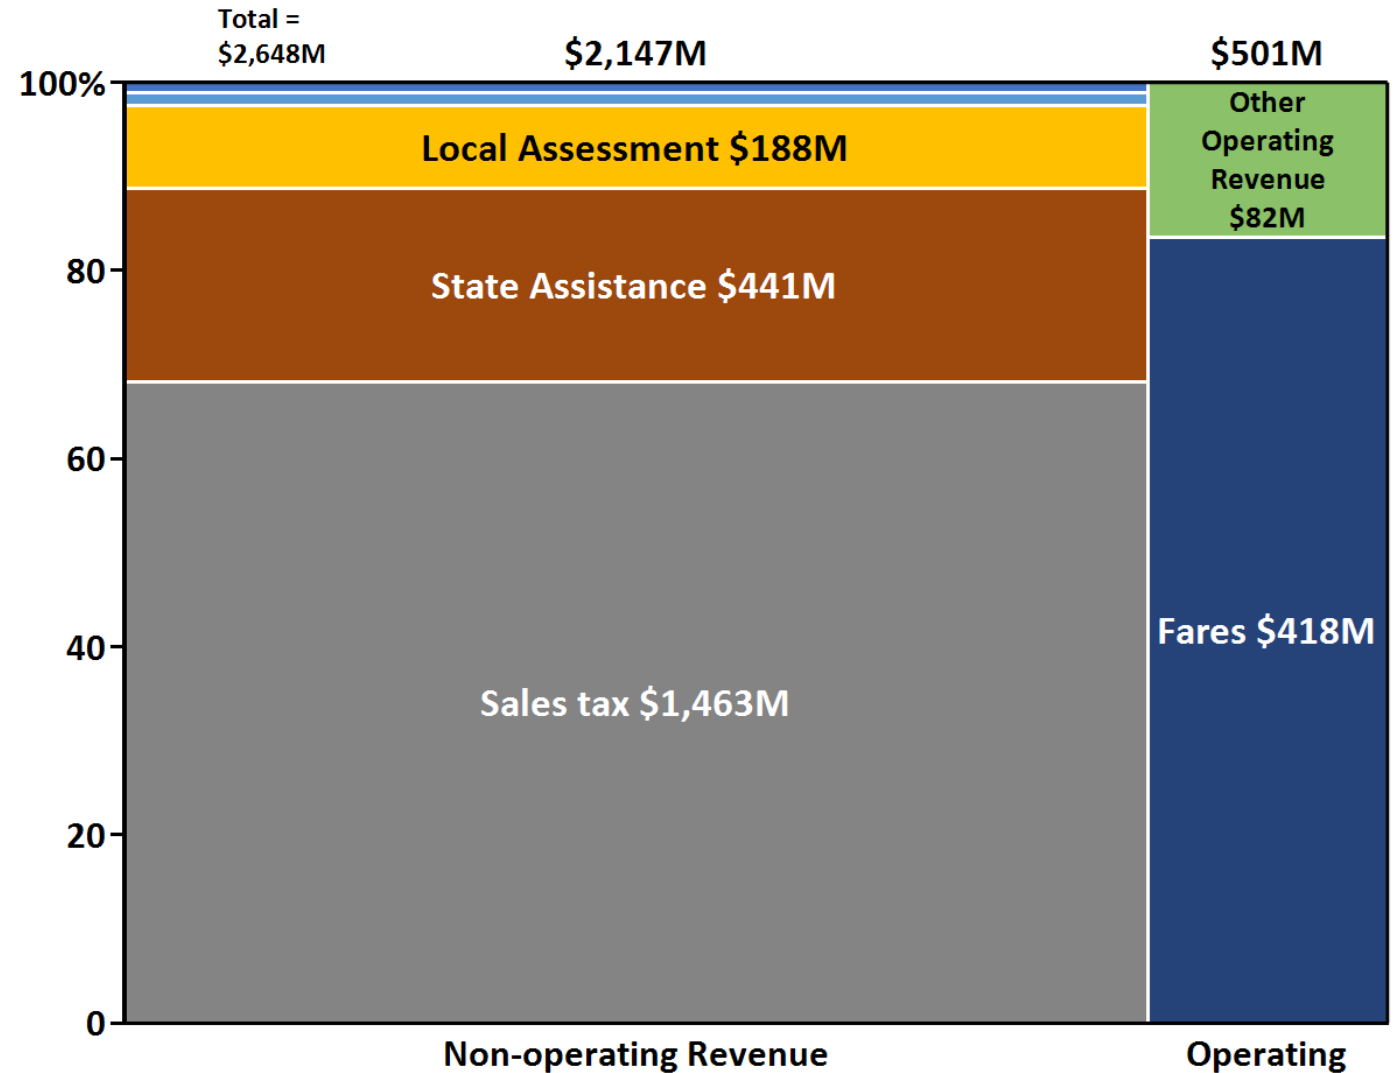 Total =
$2,648M
$2,147M
$501M
100%
80
60
40
20
0
Local Assessment $188M
State Assistance $441M
Sales tax $1,463M
Other
Operating
Revenue
$82M
Fares $418M
Non-operating Revenue
Operating